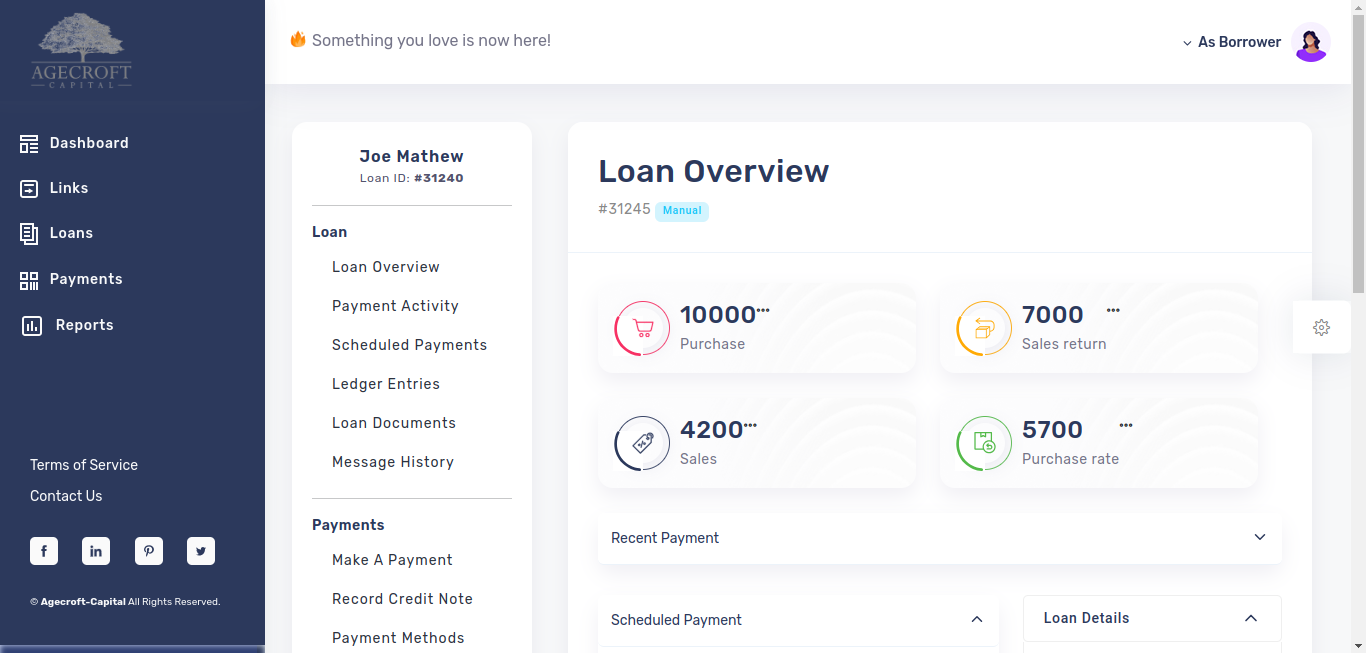 AGECROFT
CAPITAL
Dashboard
Links
Loans
Payments
Reports
Terms of Service
Contact Us
© Agecroft-Capital All Rights Reserved.
Something you love is now here!
As Borrower
Joe Mathew
Loan ID: #31240
Loan
Loan Overview
Payment Activity
Scheduled Payments
Ledger Entries
Loan Documents
Message History
Payments
Make A Payment
Record Credit Note
Payment Methods
Loan Overview
#31245 Manual
10000
Purchase
7000
Sales return
4200
Sales
5700
Purchase rate
Recent Payment
Scheduled Payment
Loan Details